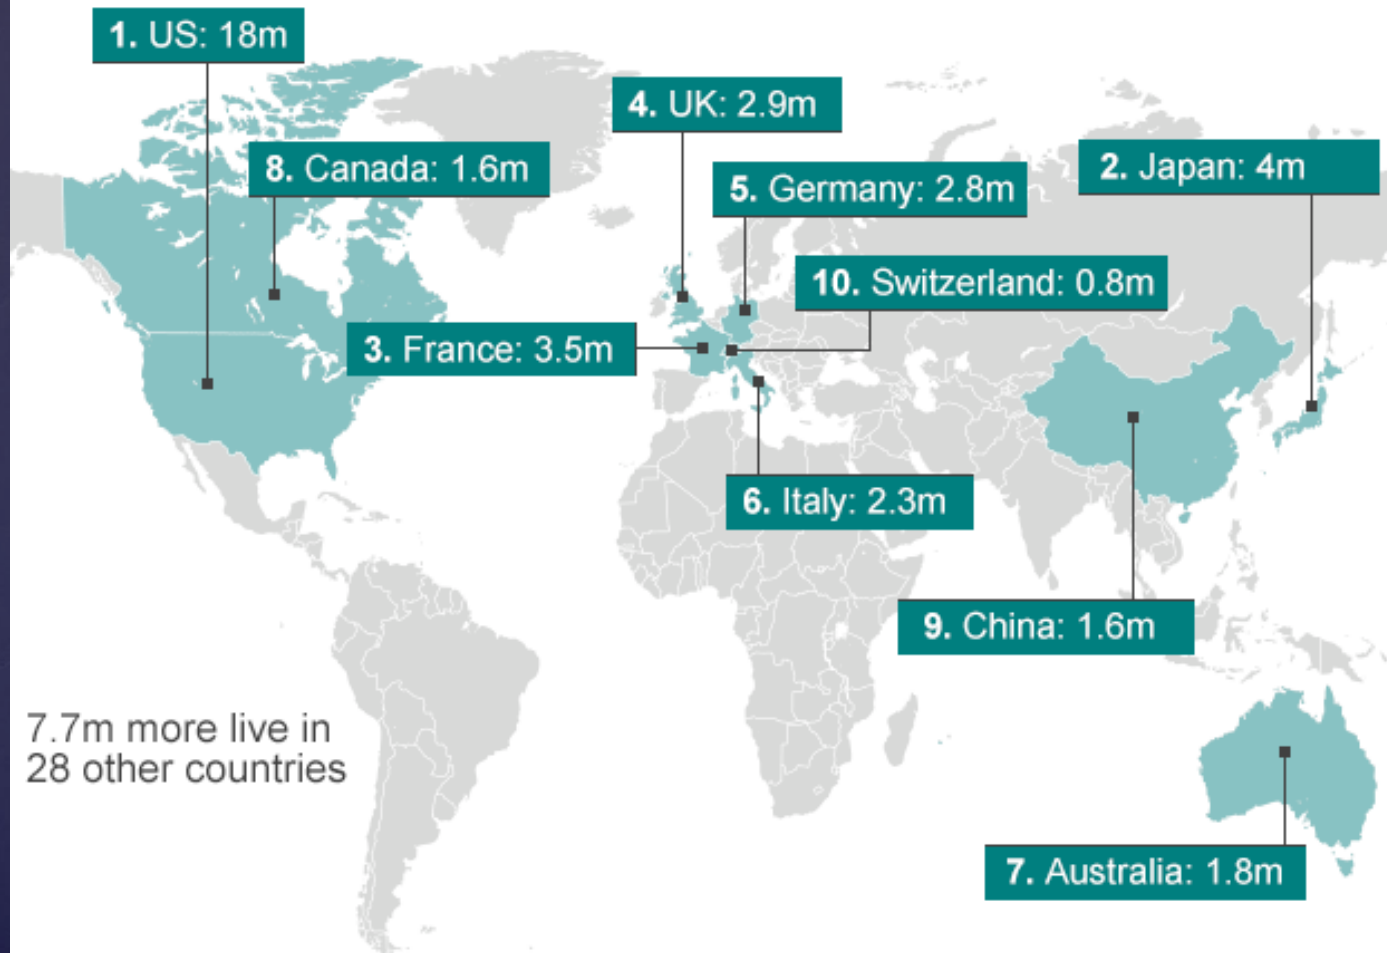 1. US: 18m
4. UK: 2.9m
8. Canada: 1.6m
2. Japan: 4m
5. Germany: 2.8m
10. Switzerland: 0.8m
3. France: 3.5m
6. Italy: 2.3m
9. China: 1.6m
7.7m more live in
28 other countries
7. Australia: 1.8m